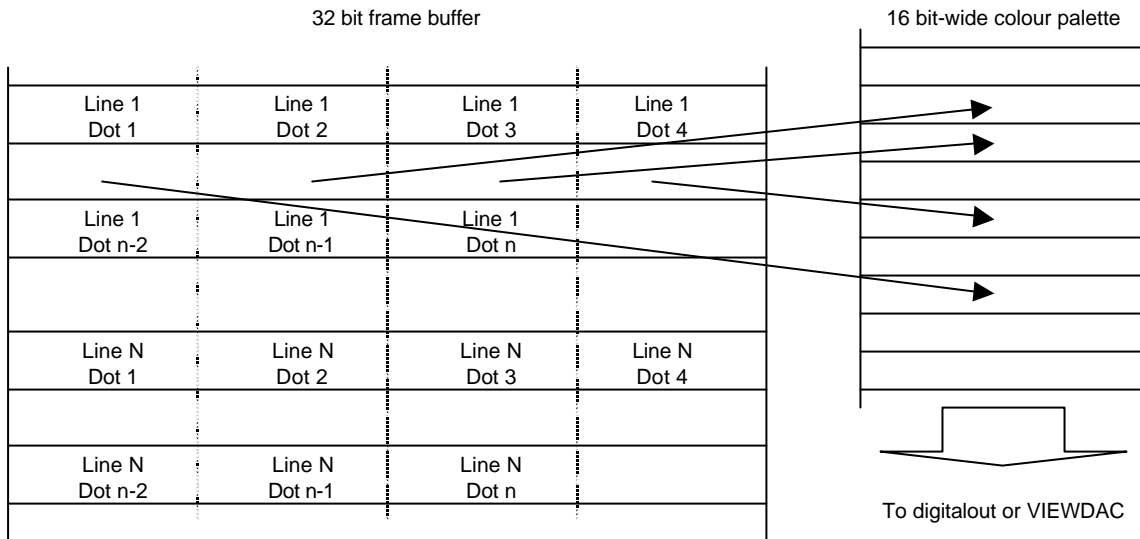 32 bit frame buffer
16 bit-wide colour palette
Line 1 Line 1 Line 1 Line 1
Dot 1 Dot 2 Dot 3 Dot 4
Line 1 Line 1 Line 1
Dot n-2 Dot n-1 Dot n
Line N Line N Line N Line N
Dot 1 Dot 2 Dot 3 Dot 4
Line N Line N Line N
Dot n-2 Dot n-1 Dot n
To digitalout or VIEWDAC